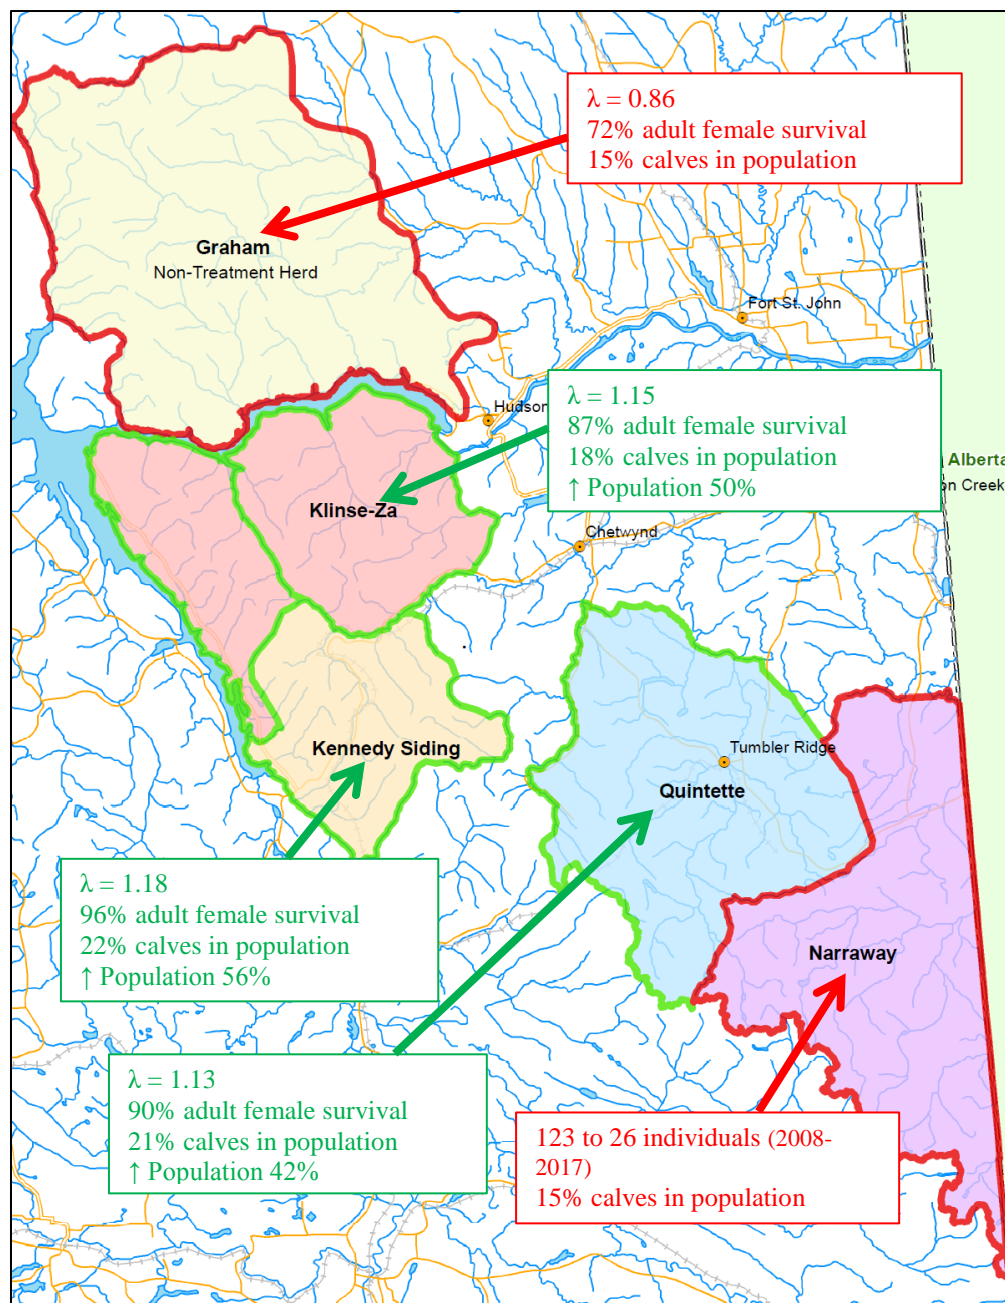 λ = 0.86
72% adult female survival
15% calves in population
Graham
Non-Treatment Herd
Fort St. John
Hudson
λ = 1.15
87% adult female survival
18% calves in population
↑ Population 50%
Alberta
on Creek
Klinse-Za
Chetwynd
Kennedy Siding
Tumbler Ridge
Quintette
λ = 1.18
96% adult female survival
22% calves in population
↑ Population 56%
Narraway
λ = 1.13
90% adult female survival
21% calves in population
↑ Population 42%
123 to 26 individuals (2008-
2017)
15% calves in population